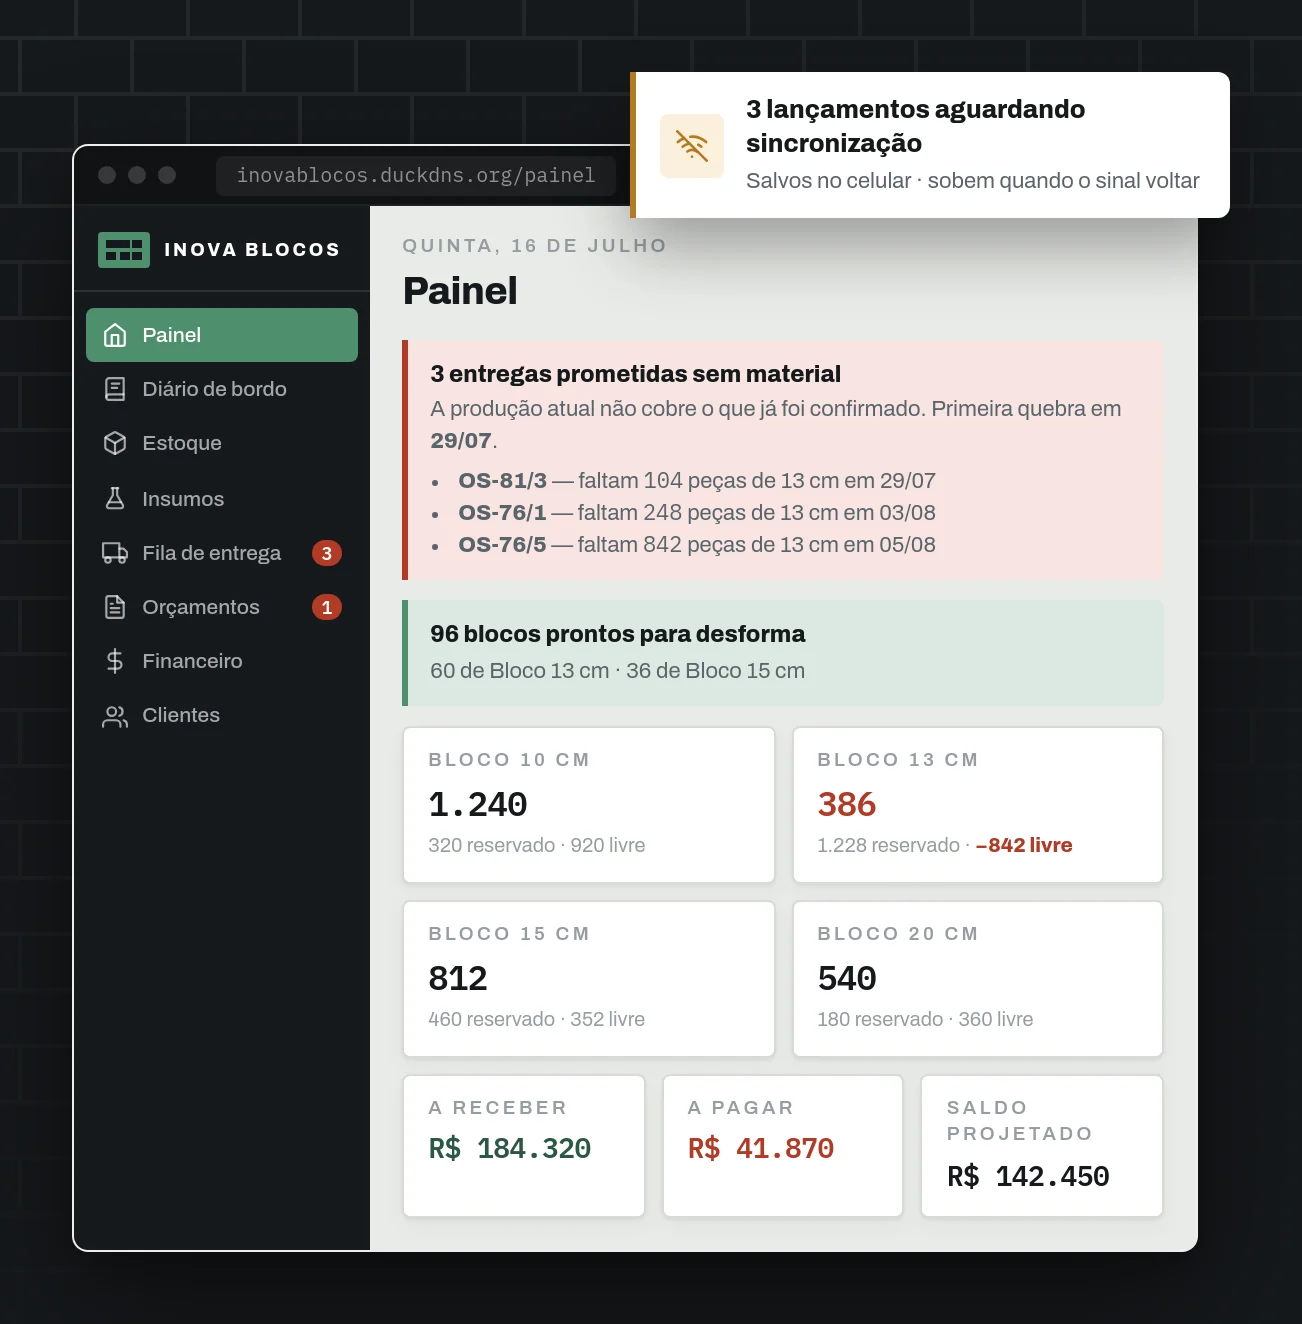 3 lançamentos aguardando
sincronização
Salvos no celular · sobem quando o sinal voltar
inovablocos.duckdns.org/painel
INOVA BLOCOS
Painel
Diário de bordo
Estoque
Insumos
Fila de entrega 3
Orçamentos 1
Financeiro
Clientes
QUINTA, 16 DE JULHO
Painel
3 entregas prometidas sem material
A produção atual não cobre o que já foi confirmado. Primeira quebra em
29/07.
• OS-81/3 — faltam 104 peças de 13 cm em 29/07
• OS-76/1 — faltam 248 peças de 13 cm em 03/08
• OS-76/5 — faltam 842 peças de 13 cm em 05/08
96 blocos prontos para desforma
60 de Bloco 13 cm · 36 de Bloco 15 cm
BLOCO 10 CM
1.240
320 reservado · 920 livre
BLOCO 13 CM
386
1.228 reservado · −842 livre
BLOCO 15 CM
812
460 reservado · 352 livre
BLOCO 20 CM
540
180 reservado · 360 livre
A RECEBER
R$ 184.320
A PAGAR
R$ 41.870
SALDO
PROJETADO
R$ 142.450